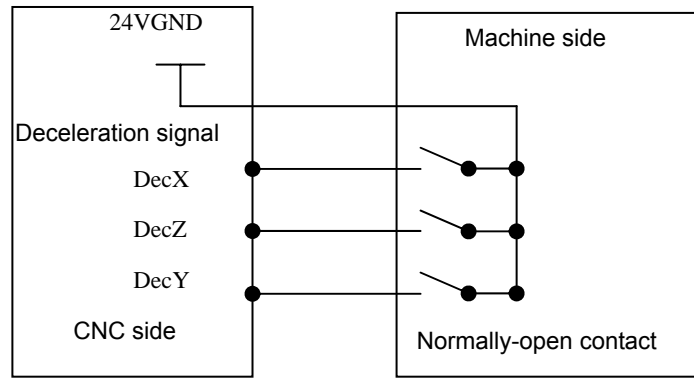 24VGND
Machine side
Deceleration signal
DecX
DecZ
DecY
CNC side
Normally-open contact